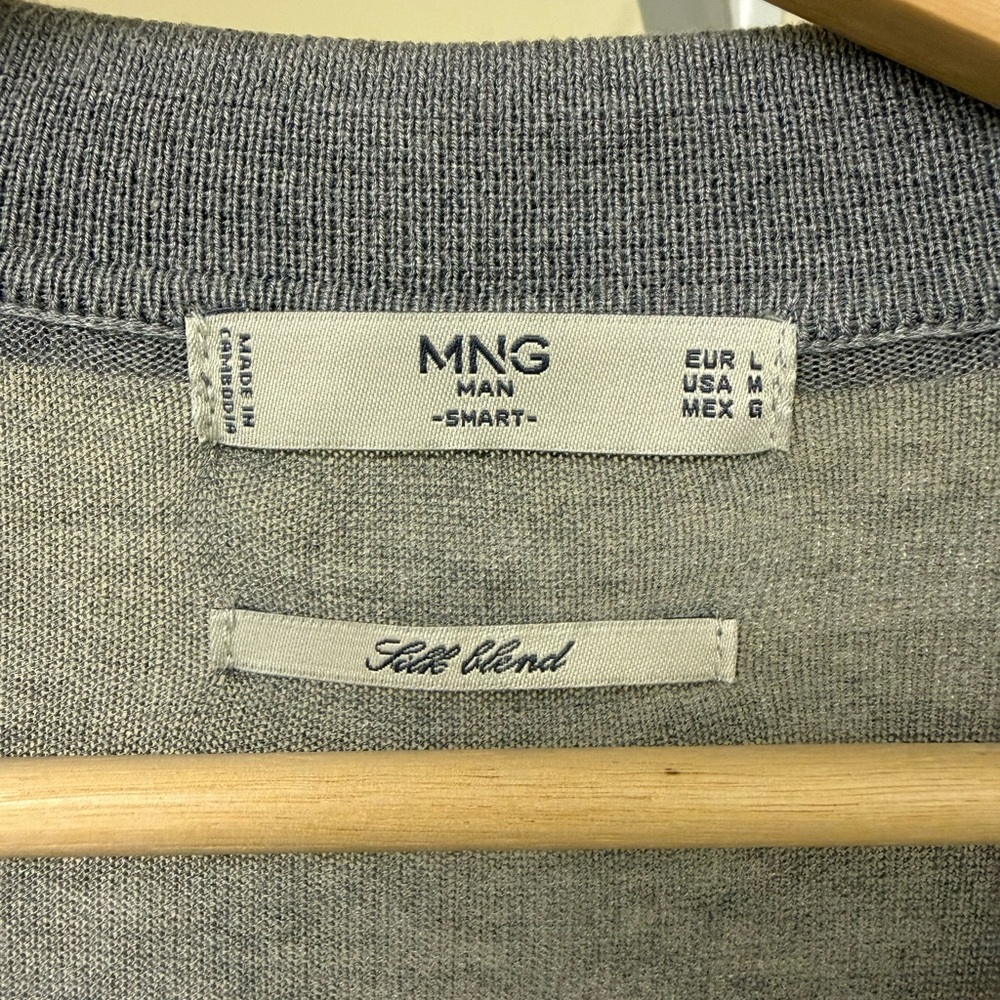 MADE IN
CAMBODIA
MNG
MAN
-SMART-
EUR L
USA M
MEX G
Silk blend